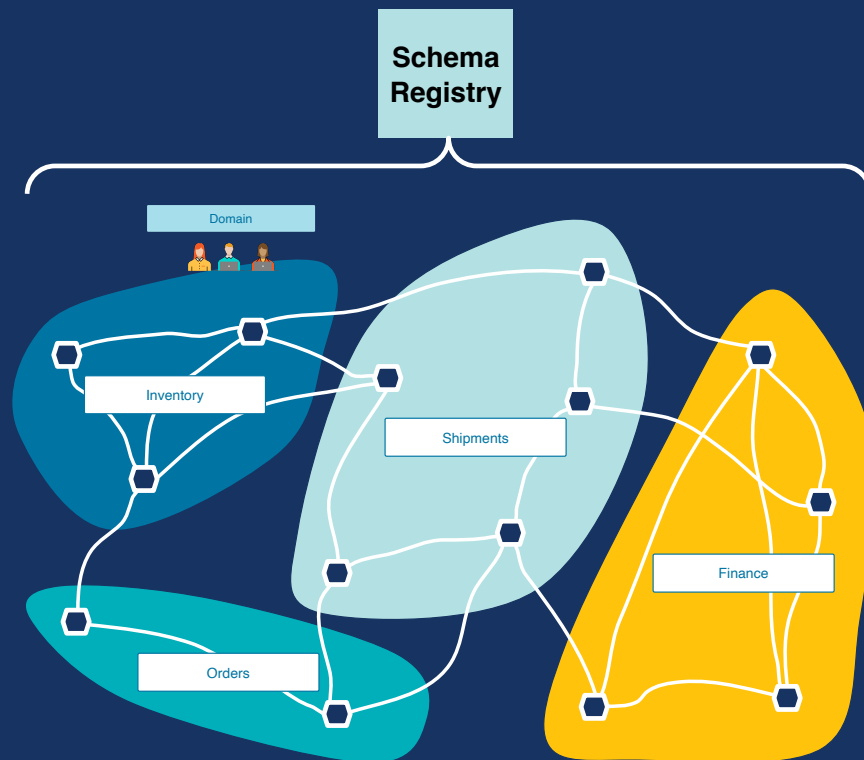 Schema
Registry
Domain
Inventory
Shipments
Finance
Orders